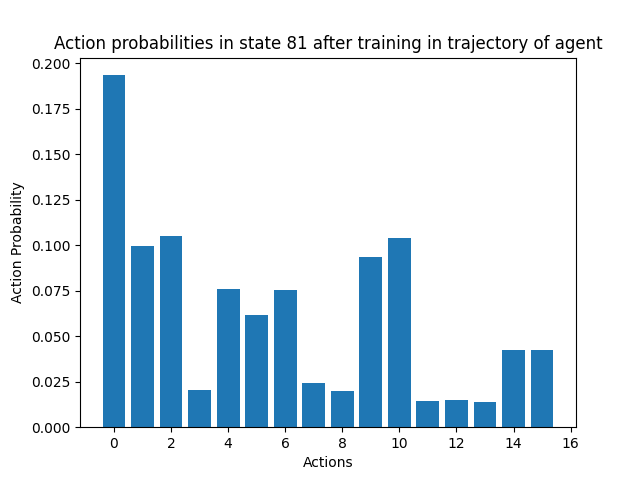 Action probabilities in state 81 after training in trajectory of agent
0.200
0.175
0.150
0.125
0.100
0.075
0.050
0.025
0.000
Action Probability
0 2 4 6 8 10 12 14 16
Actions